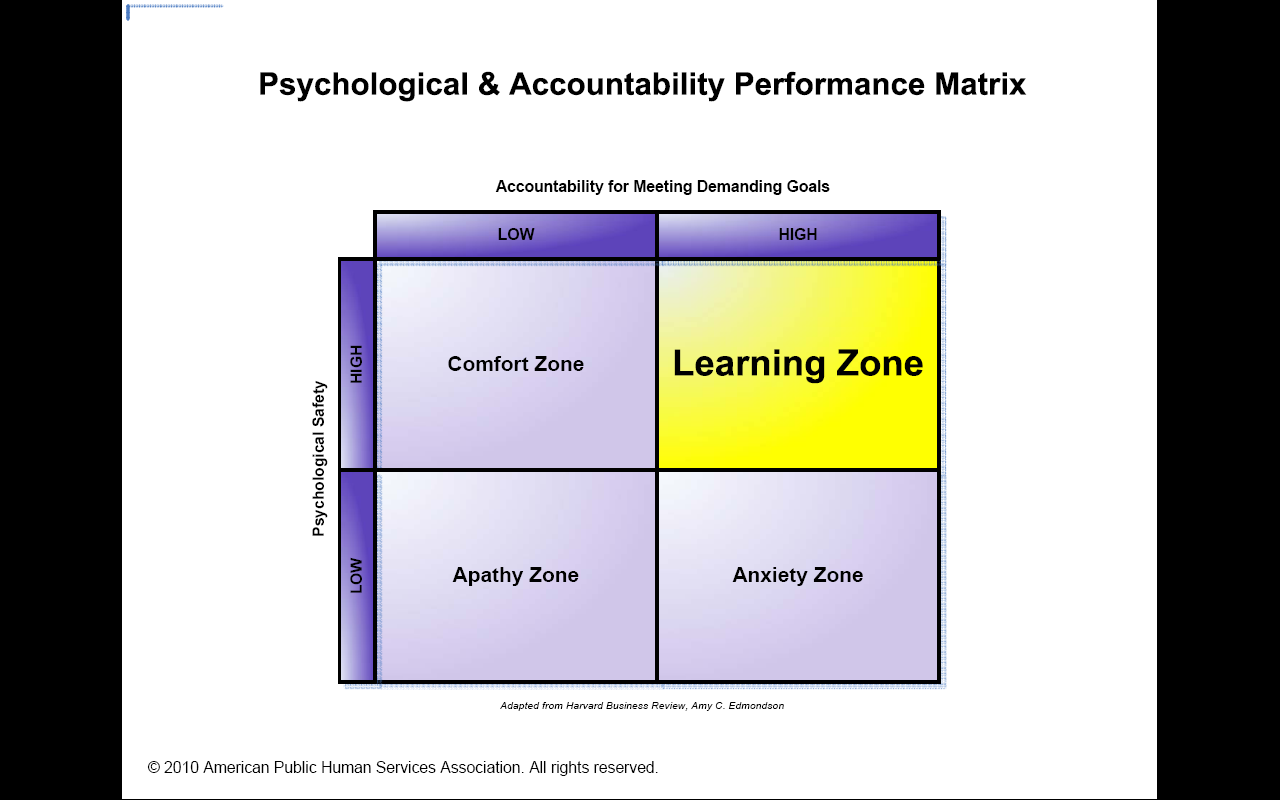 Psychological & Accountability Performance Matrix
Accountability for Meeting Demanding Goals
LOW
HIGH
Psychological Safety
HIGH
Comfort Zone
Learning Zone
LOW
Apathy Zone
Anxiety Zone
Adapted from Harvard Business Review, Amy C. Edmondson
© 2010 American Public Human Services Association. All rights reserved.